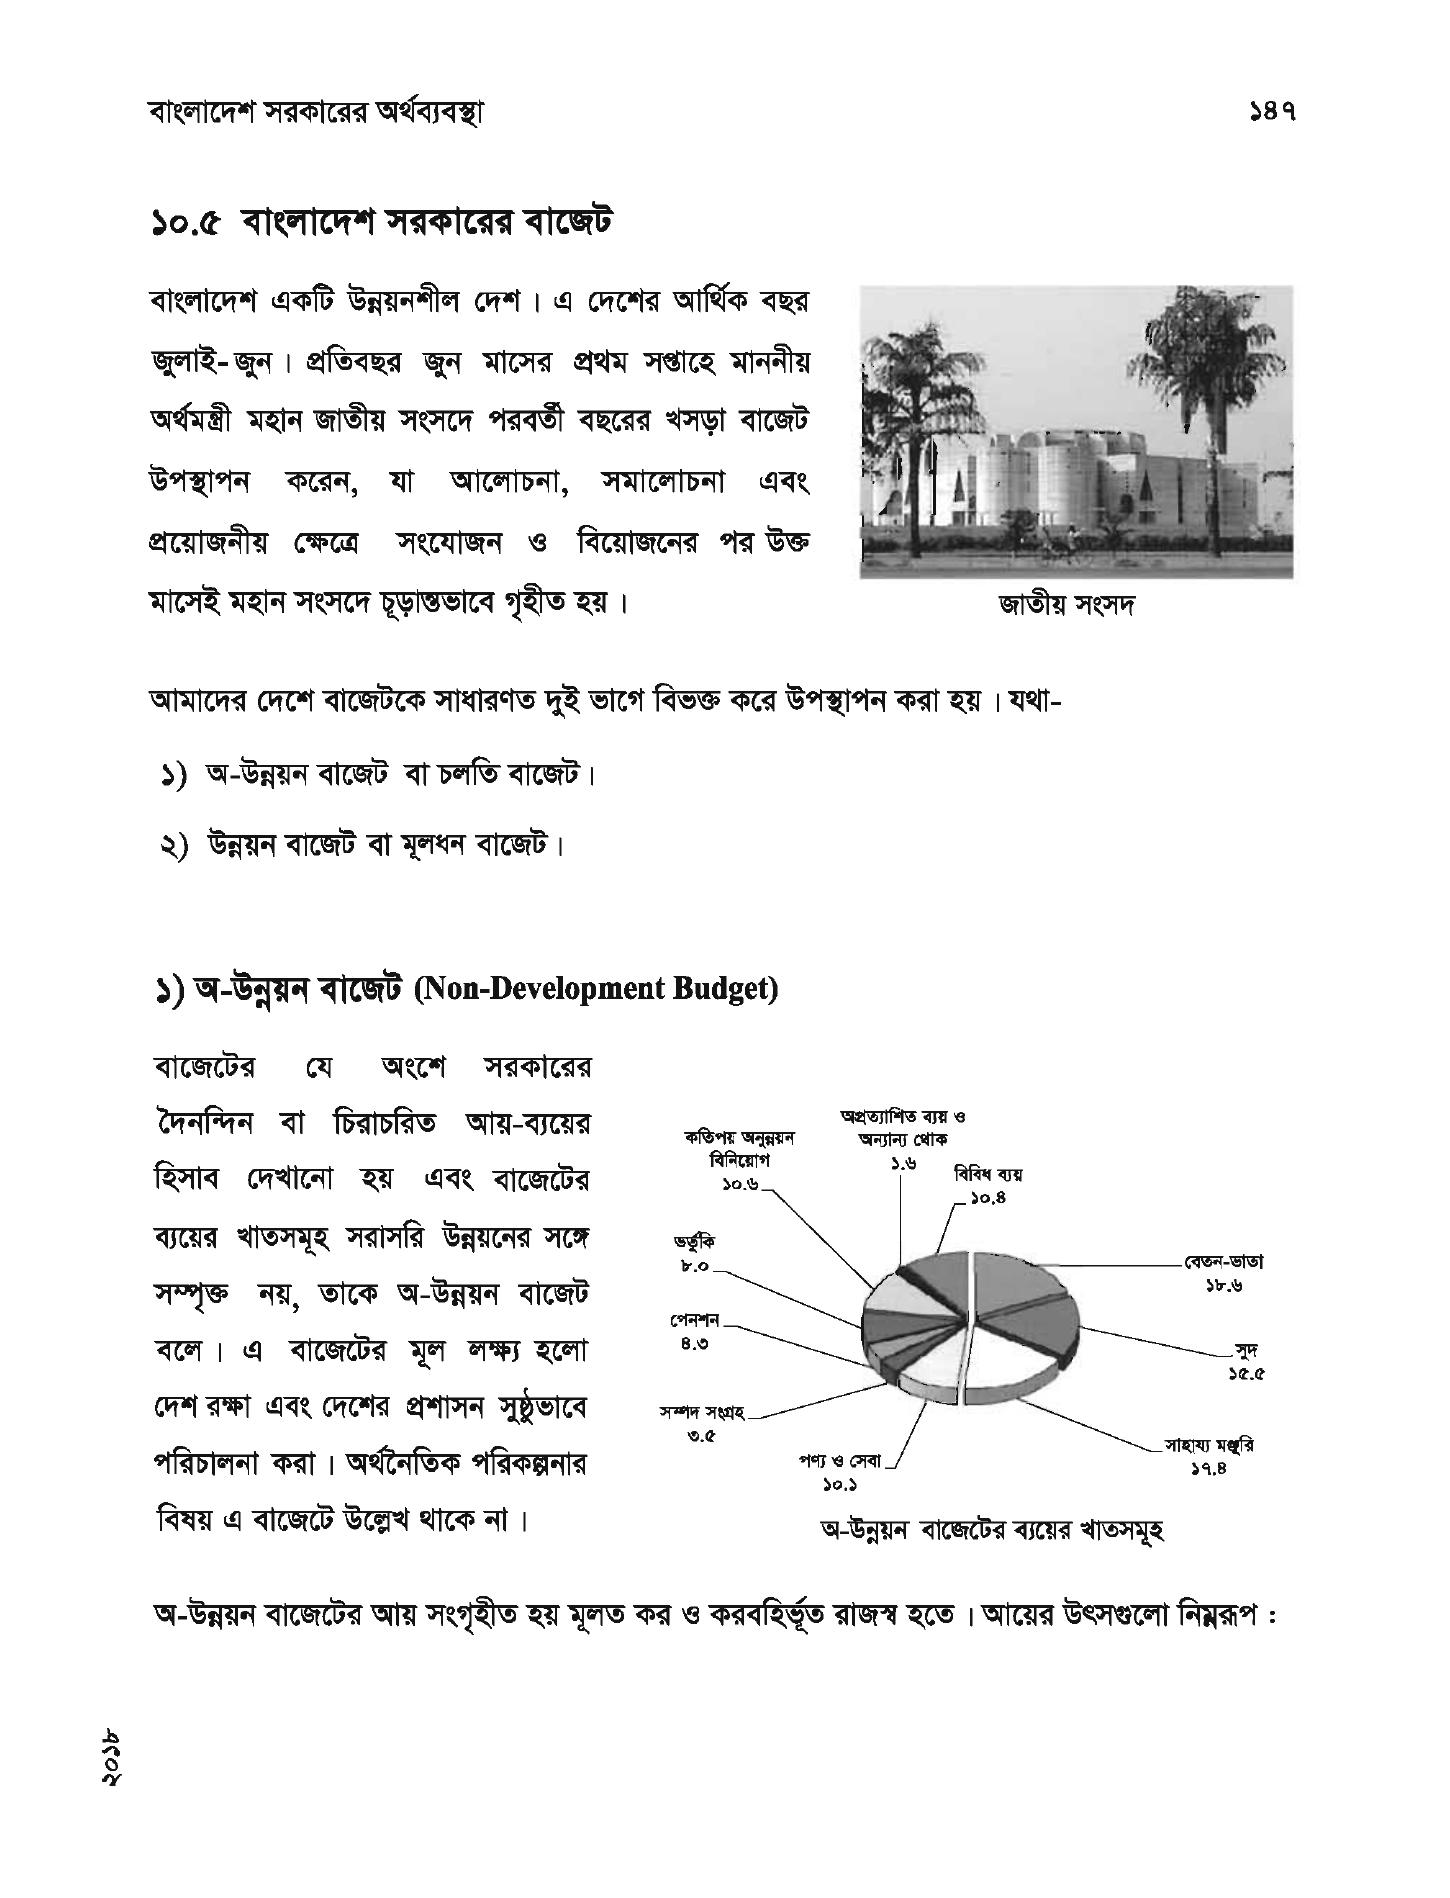 বাংলাদেশ সরকারের অর্থব্যবস্থা
১৪৭
১০.৫ বাংলাদেশ সরকারের বাজেট
বাংলাদেশ একটি উন্নয়নশীল দেশ। এ দেশের আর্থিক বছর
জুলাই- জুন। প্রতিবছর জুন মাসের প্রথম সপ্তাহে মাননীয়
অর্থমন্ত্রী মহান জাতীয় সংসদে পরবর্তী বছরের খসড়া বাজেট
উপস্থাপন করেন, যা আলোচনা, সমালোচনা এবং
প্রয়োজনীয় ক্ষেত্রে সংযোজন ও বিয়োজনের পর উক্ত
মাসেই মহান সংসদে চূড়ান্তভাবে গৃহীত হয়।
জাতীয় সংসদ
আমাদের দেশে বাজেটকে সাধারণত দুই ভাগে বিভক্ত করে উপস্থাপন করা হয়। যথা-
১) অ-উন্নয়ন বাজেট বা চলতি বাজেট।
২) উন্নয়ন বাজেট বা মূলধন বাজেট।
১) অ-উন্নয়ন বাজেট (Non-Development Budget)
বাজেটের যে অংশে সরকারের
দৈনন্দিন বা চিরাচরিত আয়-ব্যয়ের
হিসাব দেখানো হয় এবং বাজেটের
ব্যয়ের খাতসমূহ সরাসরি উন্নয়নের সঙ্গে
সম্পৃক্ত নয়, তাকে অ-উন্নয়ন বাজেট
বলে। এ বাজেটের মূল লক্ষ্য হলো
দেশ রক্ষা এবং দেশের প্রশাসন সুষ্ঠুভাবে
পরিচালনা করা। অর্থনৈতিক পরিকল্পনার
বিষয় এ বাজেটে উল্লেখ থাকে না।
অপ্রত্যাশিত ব্যয় ও
অন্যান্য থোক
১.৬
কতিপয় অনুন্নয়ন
বিনিয়োগ
১০.৬
বিবিধ ব্যয়
১০.৪
ভর্তুকি
৮.০
বেতন-ভাতা
১৮.৬
পেনশন
৪.৩
সুদ
১৫.৫
সম্পদ সংগ্রহ
৩.৫
সাহায্য মঞ্জুরি
১৭.৪
পণ্য ও সেবা
১০.১
অ-উন্নয়ন বাজেটের ব্যয়ের খাতসমূহ
অ-উন্নয়ন বাজেটের আয় সংগৃহীত হয় মূলত কর ও করবহির্ভূত রাজস্ব হতে। আয়ের উৎসগুলো নিম্নরূপ :
২০১৮